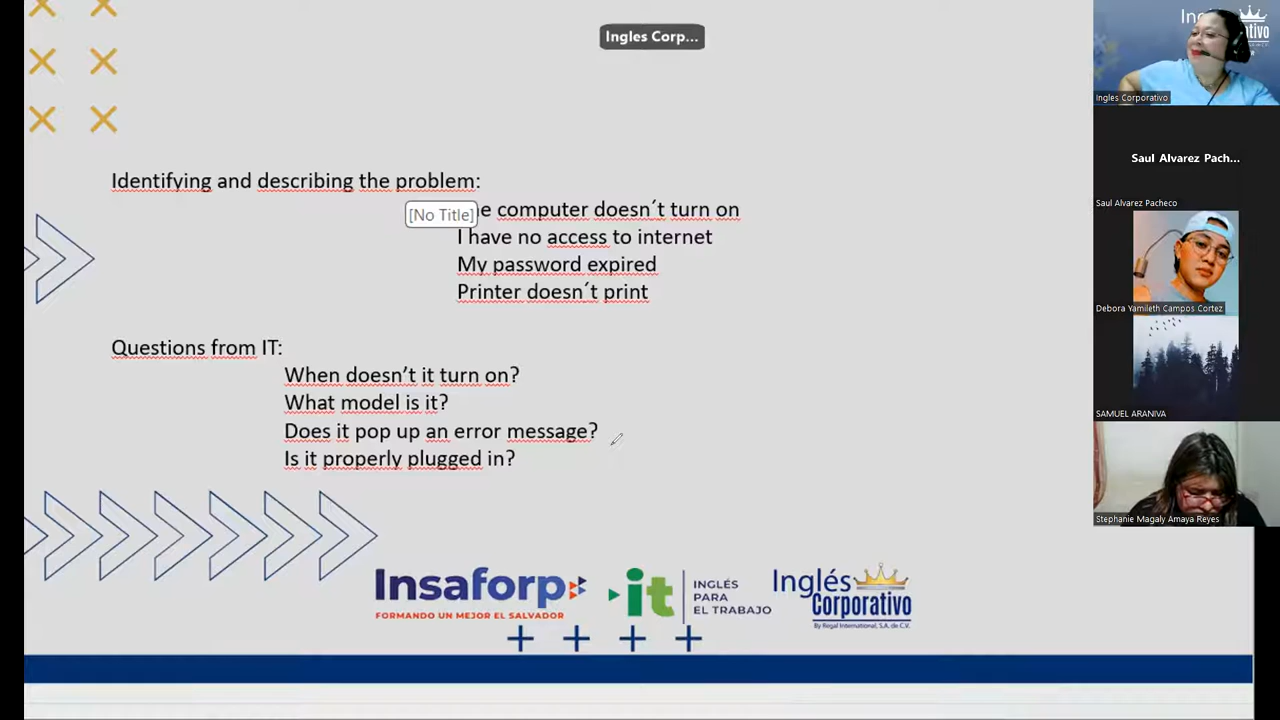 Ingles Corp...
Identifying and describing the problem:
[No Title]
e computer doesn´t turn on
I have no access to internet
My password expired
Printer doesn´t print
Questions from IT:
When doesn’t it turn on?
What model is it?
Does it pop up an error message?
Is it properly plugged in?
Insaforp
FORMANDO UN MEJOR EL SALVADOR
it
INGLÉS
PARA
EL TRABAJO
Inglés
Corporativo
By Regal International, S.A. de C.V.
Ingles Corporativo
Saul Alvarez Pach...
Saul Alvarez Pacheco
Debora Yamileth Campos Cortez
SAMUEL ARANIVA
Stephanie Magaly Amaya Reyes